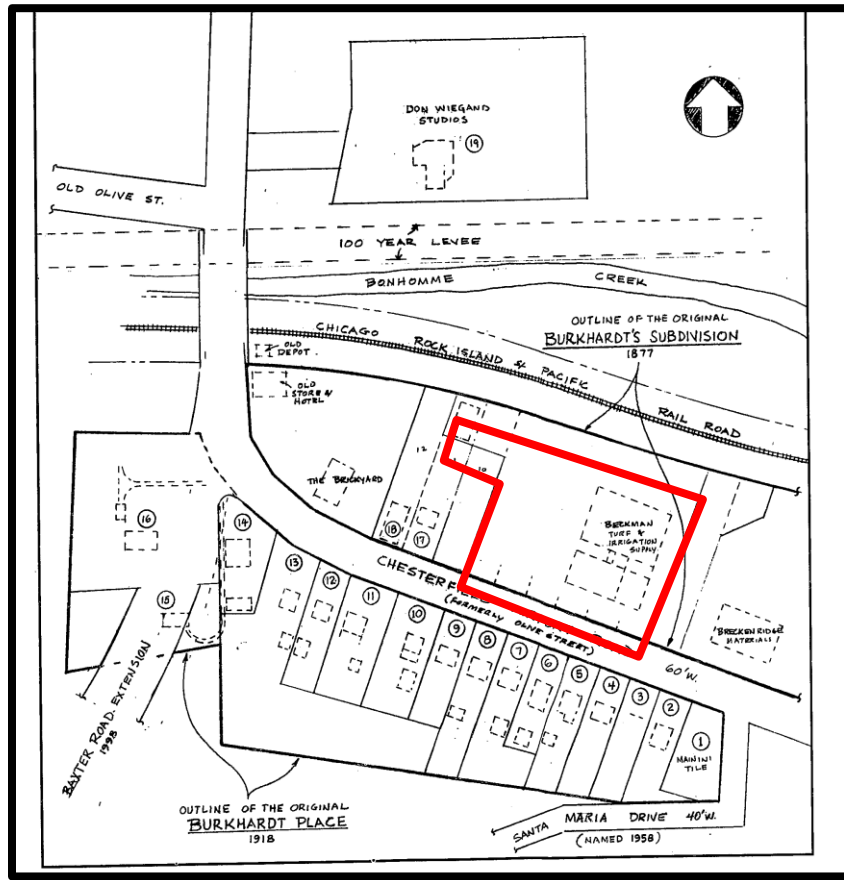 DON WIEGAND
STUDIOS
19
OLD OLIVE ST.
100 YEAR LEVEE
BONHOMME CREEK
OUTLINE OF THE ORIGINAL
BURKHARDT'S SUBDIVISION
1877
CHICAGO ROCK ISLAND & PACIFIC RAIL ROAD
OLD
DEPOT
OLD
STORE &
HOTEL
THE BRICKYARD
12
10
18
17
BECKMAN
TURF &
IRRIGATION
SUPPLY
CHESTERFIELD
(FORMERLY OLIVE STREET)
60'W.
BRECKENRIDGE
MATERIALS
16
14
15
13
12
11
10
9
8
7
6
5
4
3
2
1
MAININI
TILE
BAXTER ROAD EXTENSION
1998
OUTLINE OF THE ORIGINAL
BURKHARDT PLACE
1918
SANTA MARIA DRIVE 40'W.
(NAMED 1958)